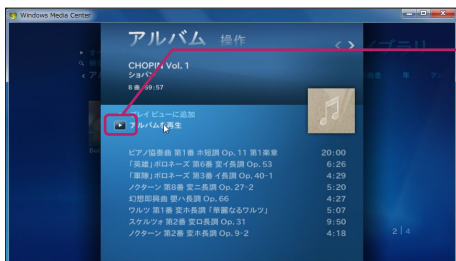 Windows Media Center
アルバム 操作
CHOPIN Vol. 1
ショパン
8 曲 69:57
プレイ ビューに追加
アルバムを再生
ピアノ協奏曲 第1番 ホ短調 Op. 11 第1楽章 20:00
「英雄」ポロネーズ 第6番 変イ長調 Op. 53 6:26
「軍隊」ポロネーズ 第3番 イ長調 Op. 40-1 4:29
ノクターン 第8番 変ニ長調 Op. 27-2 5:20
幻想即興曲 嬰ハ長調 Op. 66 4:27
ワルツ 第1番 変ホ長調「華麗なるワルツ」 5:07
スケルツォ 第2番 変ロ長調 Op. 31 9:50
ノクターン 第2番 変ホ長調 Op. 9-2 4:18
2 | 4